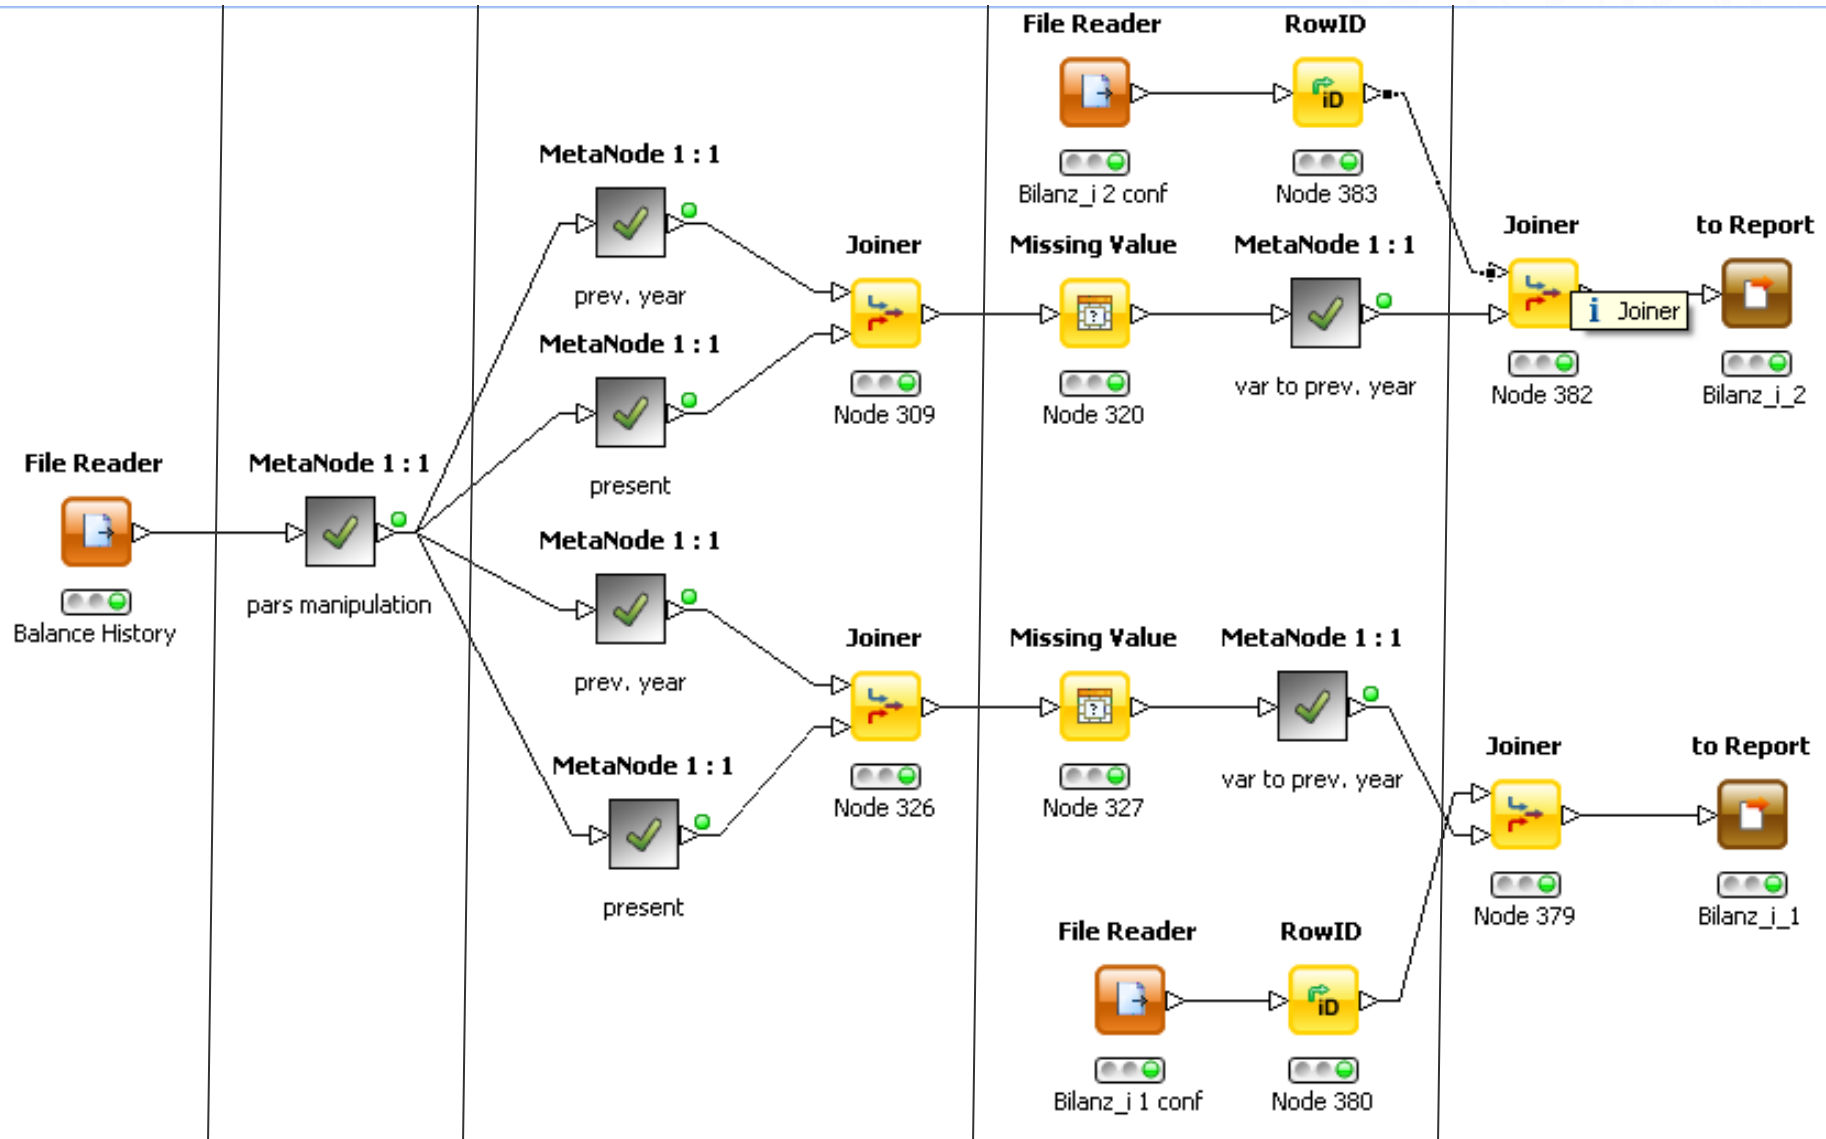 File Reader
RowID
Bilanz_i 2 conf
Node 383
MetaNode 1 : 1
prev. year
Joiner
Node 309
Missing Value
Node 320
MetaNode 1 : 1
var to prev. year
Joiner
i Joiner
Node 382
to Report
Bilanz_i_2
MetaNode 1 : 1
present
File Reader
Balance History
MetaNode 1 : 1
pars manipulation
MetaNode 1 : 1
prev. year
Joiner
Node 326
Missing Value
Node 327
MetaNode 1 : 1
var to prev. year
MetaNode 1 : 1
present
Joiner
Node 379
to Report
Bilanz_i_1
File Reader
Bilanz_i 1 conf
RowID
Node 380
? 
iD
iD
?